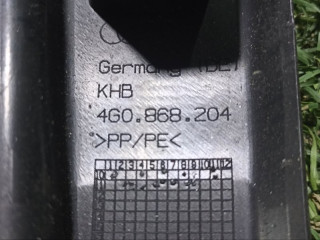 Germany (DE)
KHB
4G0.868.204
>PP/PE<
1 2 3 4 5 6 7 8 9 10 11 12